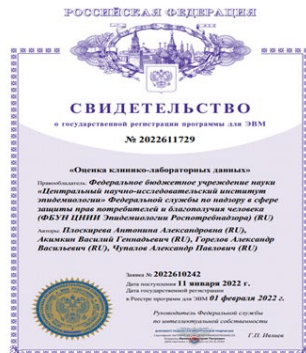 РОССИЙСКАЯ ФЕДЕРАЦИЯ
СВИДЕТЕЛЬСТВО
о государственной регистрации программы для ЭВМ
№ 2022611729
«Оценка клинико-лабораторных данных»
Правообладатель: Федеральное бюджетное учреждение науки
«Центральный научно-исследовательский институт
эпидемиологии» Федеральной службы по надзору в сфере
защиты прав потребителей и благополучия человека
(ФБУН ЦНИИ Эпидемиологии Роспотребнадзора) (RU)
Авторы: Плоскирева Антонина Александровна (RU),
Акимкин Василий Геннадьевич (RU), Горелов Александр
Васильевич (RU), Чупалов Александр Павлович (RU)
Заявка № 2022610242
Дата поступления 11 января 2022 г.
Дата государственной регистрации
в Реестре программ для ЭВМ 01 февраля 2022 г.
Руководитель Федеральной службы
по интеллектуальной собственности
Г.П. Ивлиев